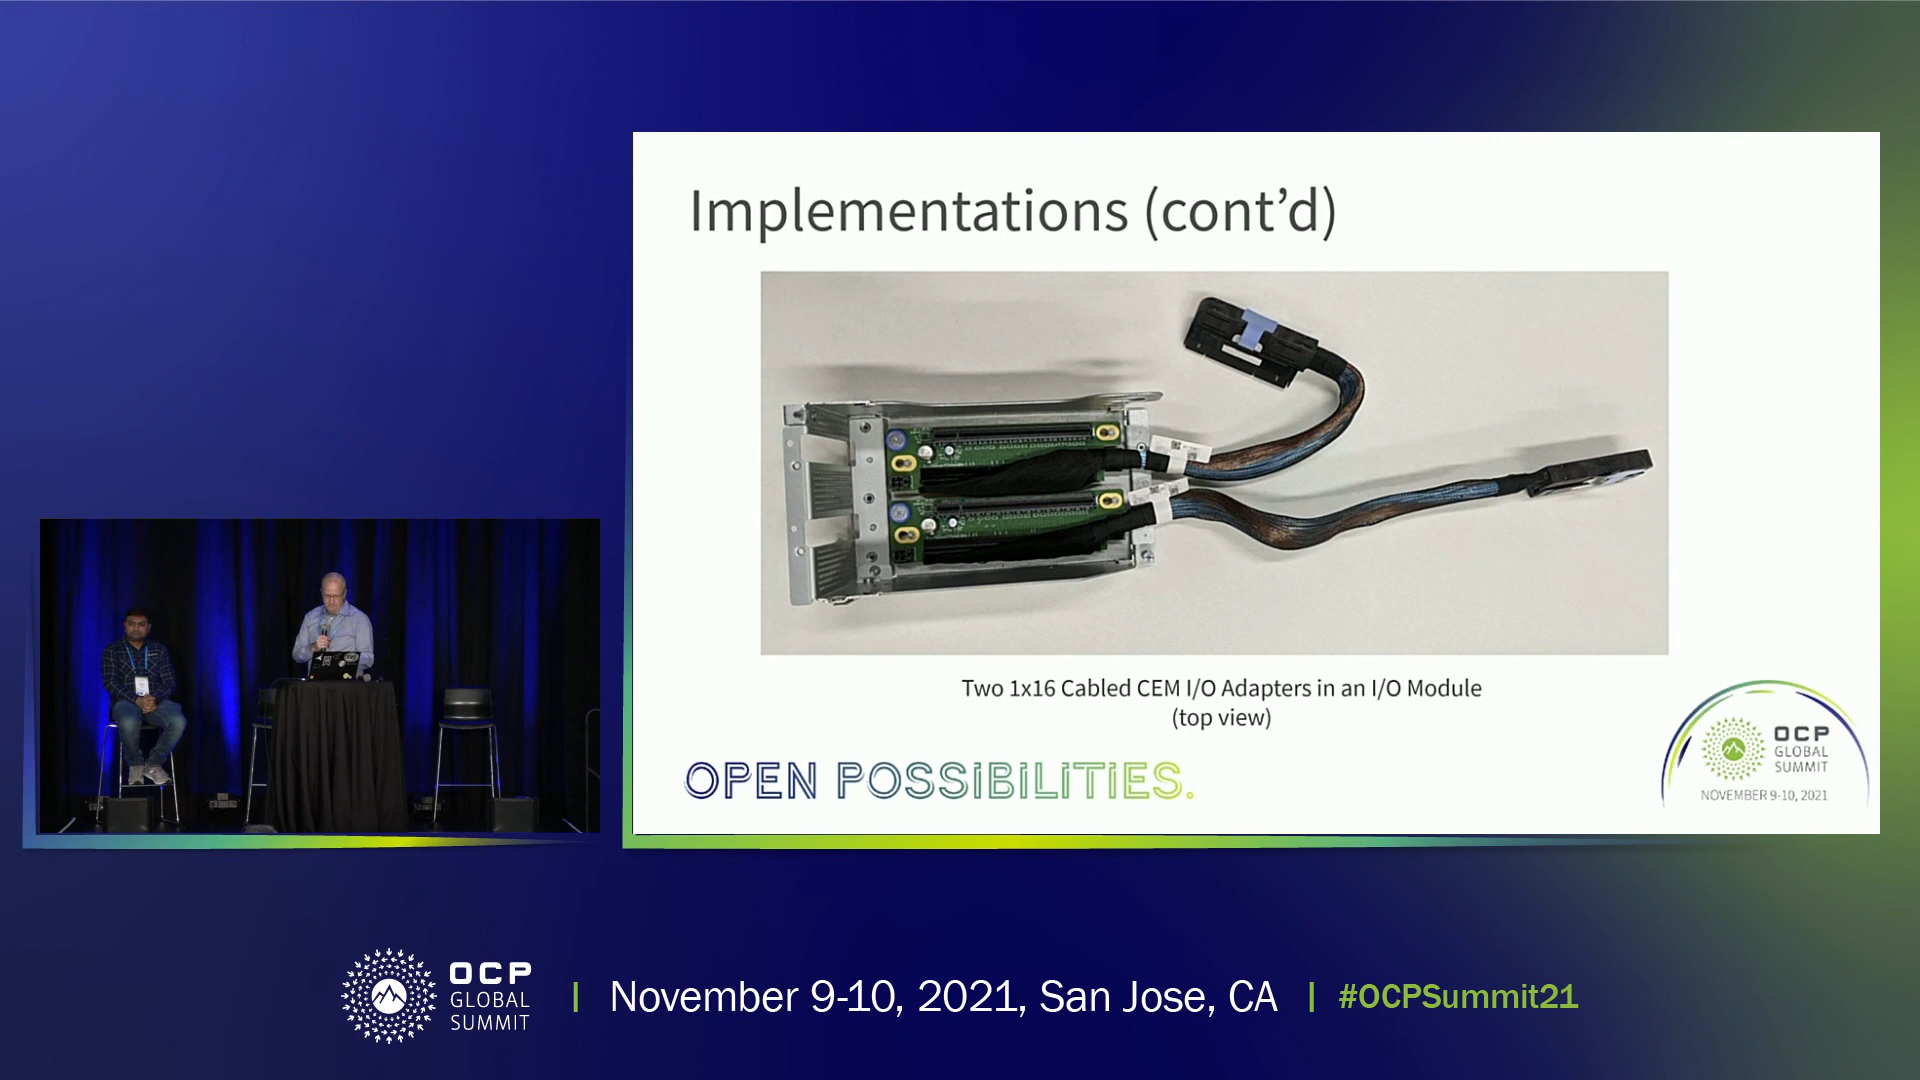 Implementations (cont’d)
Two 1x16 Cabled CEM I/O Adapters in an I/O Module
(top view)
OPEN POSSIBILITIES.
OCP
GLOBAL
SUMMIT
NOVEMBER 9-10, 2021
OCP
GLOBAL
SUMMIT
November 9-10, 2021, San Jose, CA
#OCPSummit21